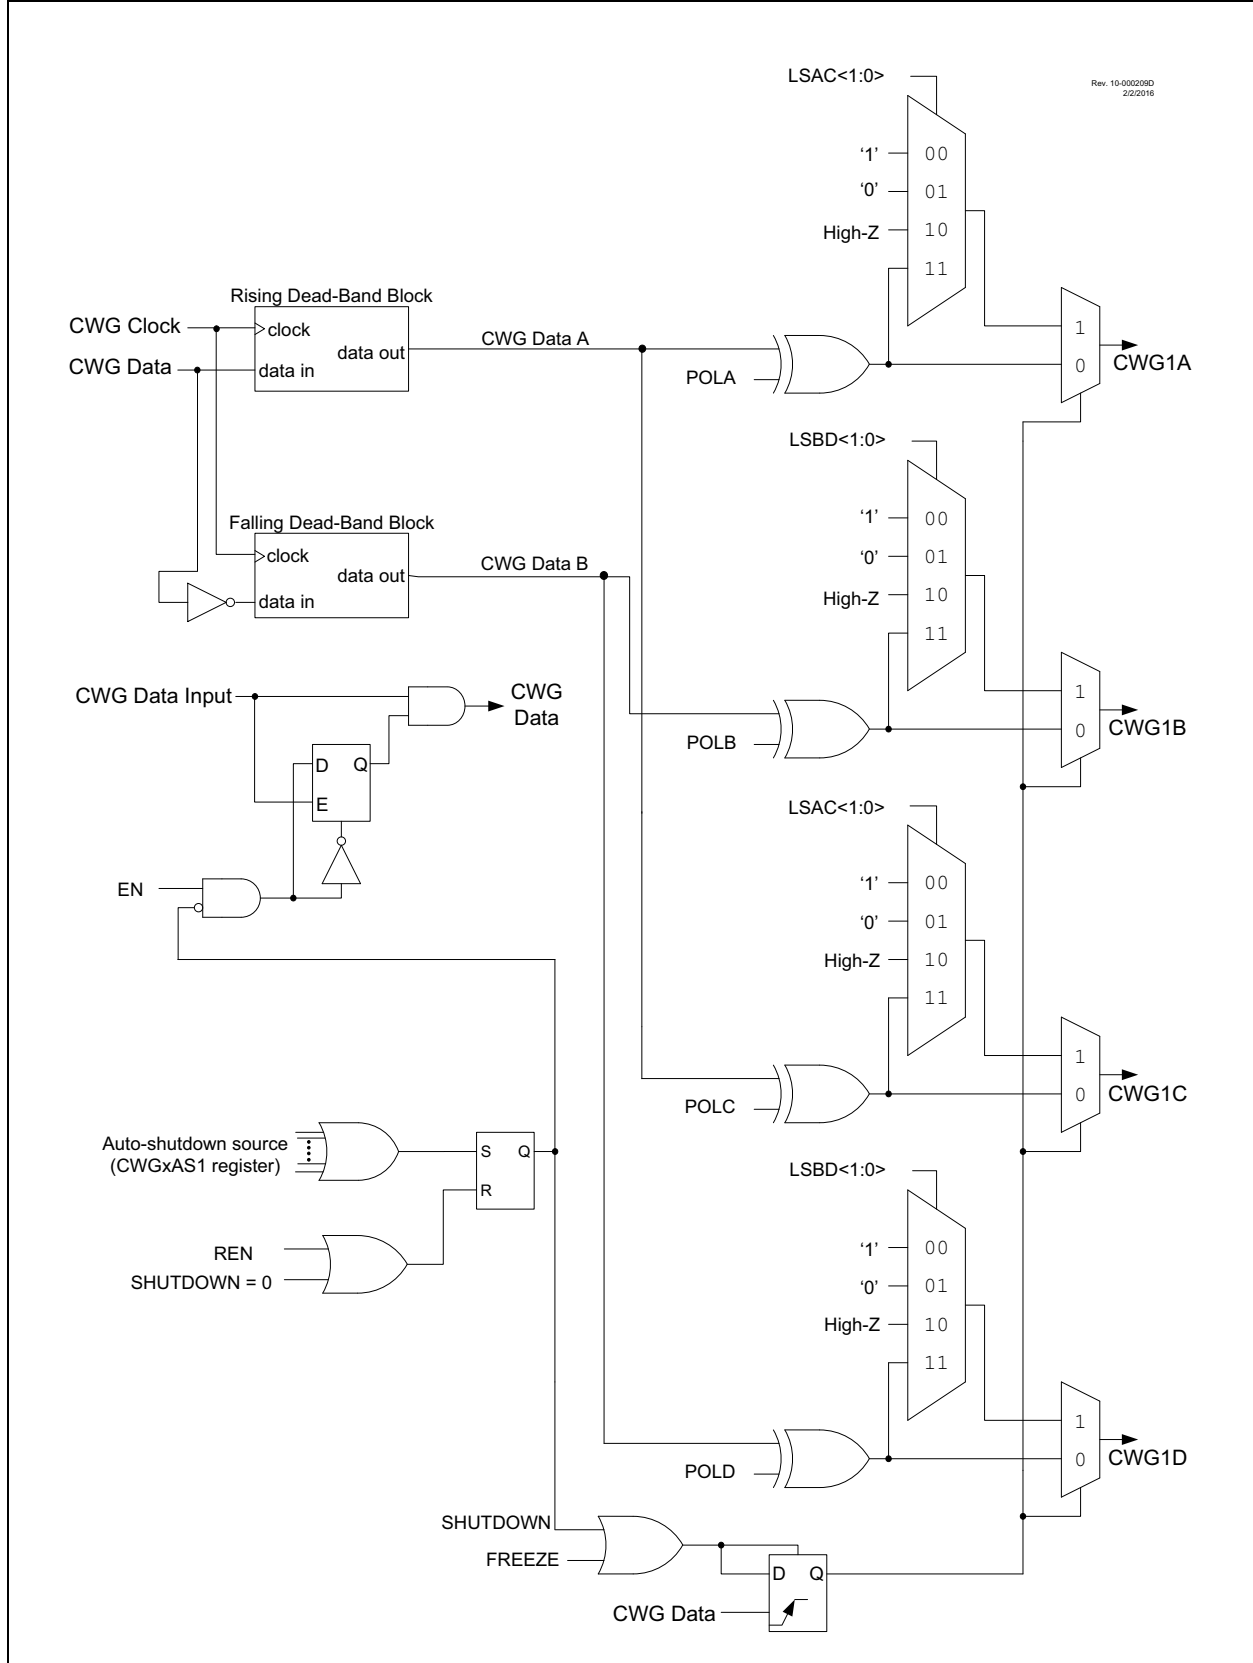 LSAC<1:0>
Rev. 10-000209D
2/2/2016
‘1’ 00
‘0’ 01
High-Z 10
11
Rising Dead-Band Block
CWG Clock
clock
CWG Data
data in
data out
CWG Data A
POLA
1
0
CWG1A
LSBD<1:0>
‘1’ 00
‘0’ 01
High-Z 10
11
Falling Dead-Band Block
clock
data out
data in
CWG Data B
POLB
1
0
CWG1B
CWG Data Input
CWG
Data
D Q
E
EN
LSAC<1:0>
‘1’ 00
‘0’ 01
High-Z 10
11
POLC
1
0
CWG1C
Auto-shutdown source
(CWGxAS1 register)
S Q
R
REN
SHUTDOWN = 0
LSBD<1:0>
‘1’ 00
‘0’ 01
High-Z 10
11
POLD
1
0
CWG1D
SHUTDOWN
FREEZE
D Q
CWG Data